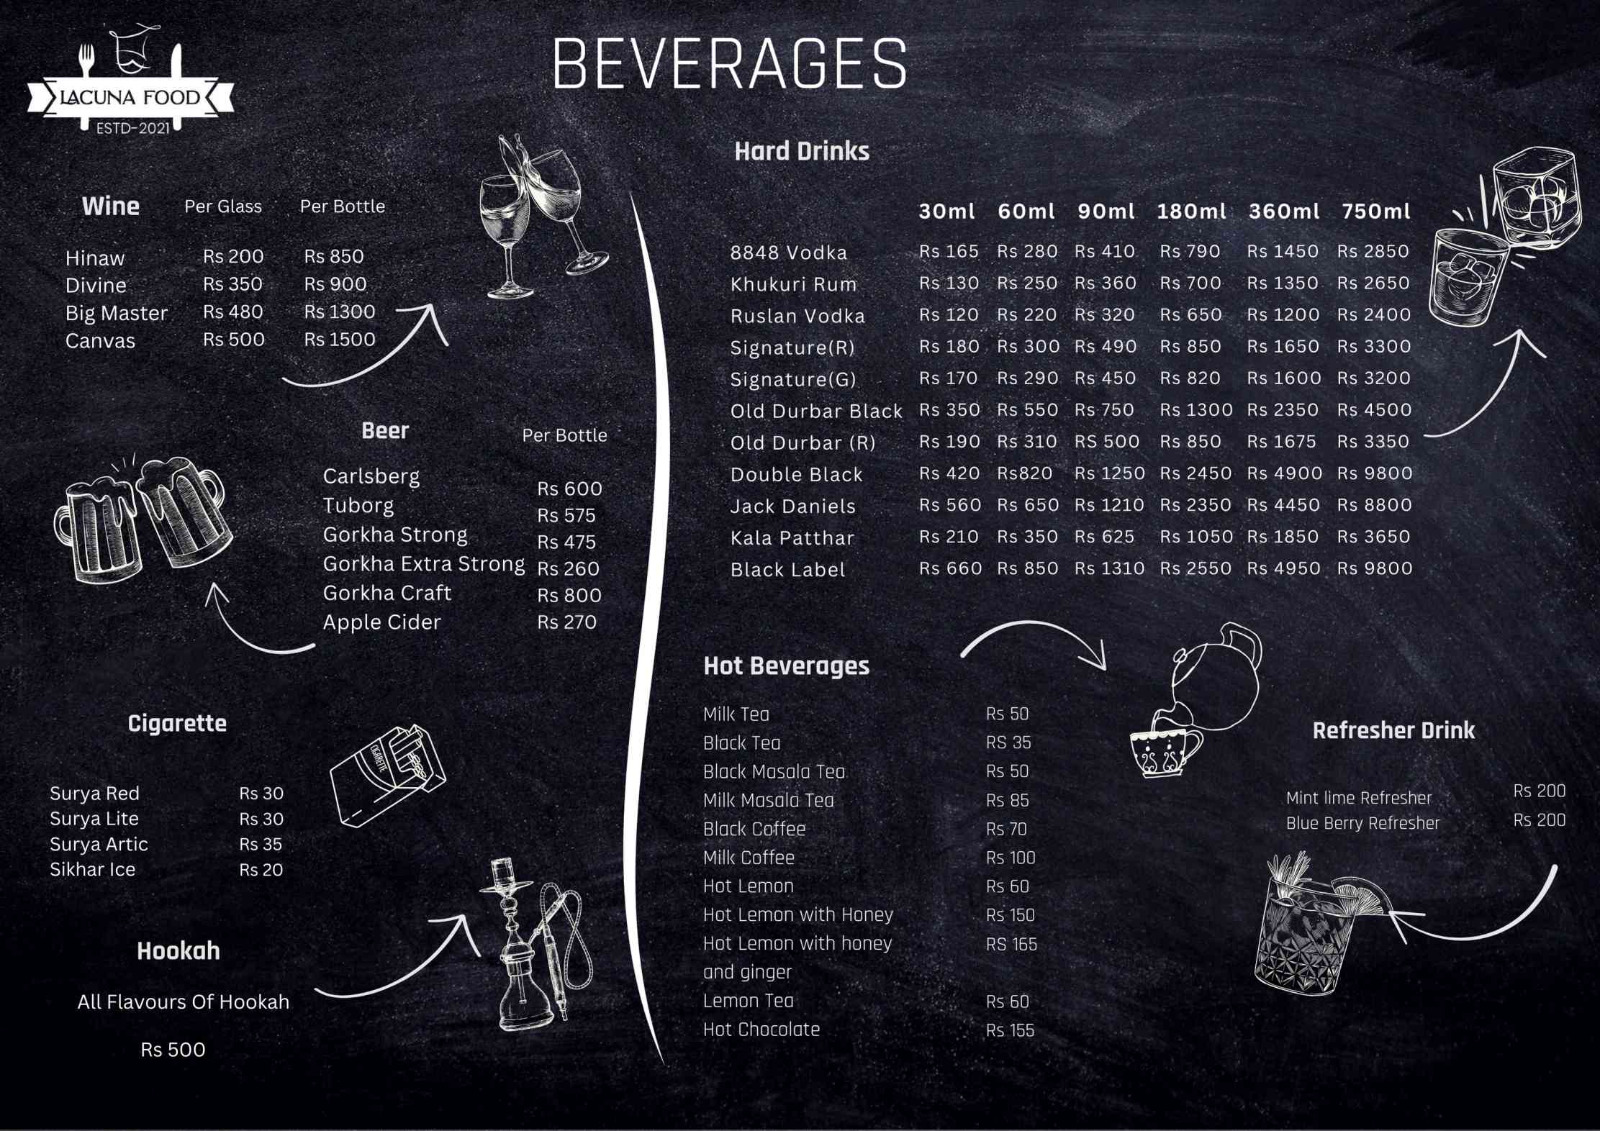 LACUNA FOOD
ESTD-2021
BEVERAGES
Wine Per Glass Per Bottle
Hinaw Rs 200 Rs 850
Divine Rs 350 Rs 900
Big Master Rs 480 Rs 1300
Canvas Rs 500 Rs 1500
Beer Per Bottle
Carlsberg Rs 600
Tuborg Rs 575
Gorkha Strong Rs 475
Gorkha Extra Strong Rs 260
Gorkha Craft Rs 800
Apple Cider Rs 270
Cigarette
CIGARETTE
Surya Red Rs 30
Surya Lite Rs 30
Surya Artic Rs 35
Sikhar Ice Rs 20
Hookah
All Flavours Of Hookah
Rs 500
Hard Drinks
30ml 60ml 90ml 180ml 360ml 750ml
8848 Vodka Rs 165 Rs 280 Rs 410 Rs 790 Rs 1450 Rs 2850
Khukuri Rum Rs 130 Rs 250 Rs 360 Rs 700 Rs 1350 Rs 2650
Ruslan Vodka Rs 120 Rs 220 Rs 320 Rs 650 Rs 1200 Rs 2400
Signature(R) Rs 180 Rs 300 Rs 490 Rs 850 Rs 1650 Rs 3300
Signature(G) Rs 170 Rs 290 Rs 450 Rs 820 Rs 1600 Rs 3200
Old Durbar Black Rs 350 Rs 550 Rs 750 Rs 1300 Rs 2350 Rs 4500
Old Durbar (R) Rs 190 Rs 310 Rs 500 Rs 850 Rs 1675 Rs 3350
Double Black Rs 420 Rs820 Rs 1250 Rs 2450 Rs 4900 Rs 9800
Jack Daniels Rs 560 Rs 650 Rs 1210 Rs 2350 Rs 4450 Rs 8800
Kala Patthar Rs 210 Rs 350 Rs 625 Rs 1050 Rs 1850 Rs 3650
Black Label Rs 660 Rs 850 Rs 1310 Rs 2550 Rs 4950 Rs 9800
Hot Beverages
Milk Tea Rs 50
Black Tea RS 35
Black Masala Tea Rs 50
Milk Masala Tea Rs 85
Black Coffee Rs 70
Milk Coffee Rs 100
Hot Lemon Rs 60
Hot Lemon with Honey Rs 150
Hot Lemon with honey RS 165
and ginger
Lemon Tea Rs 60
Hot Chocolate Rs 155
Refresher Drink
Mint lime Refresher Rs 200
Blue Berry Refresher Rs 200